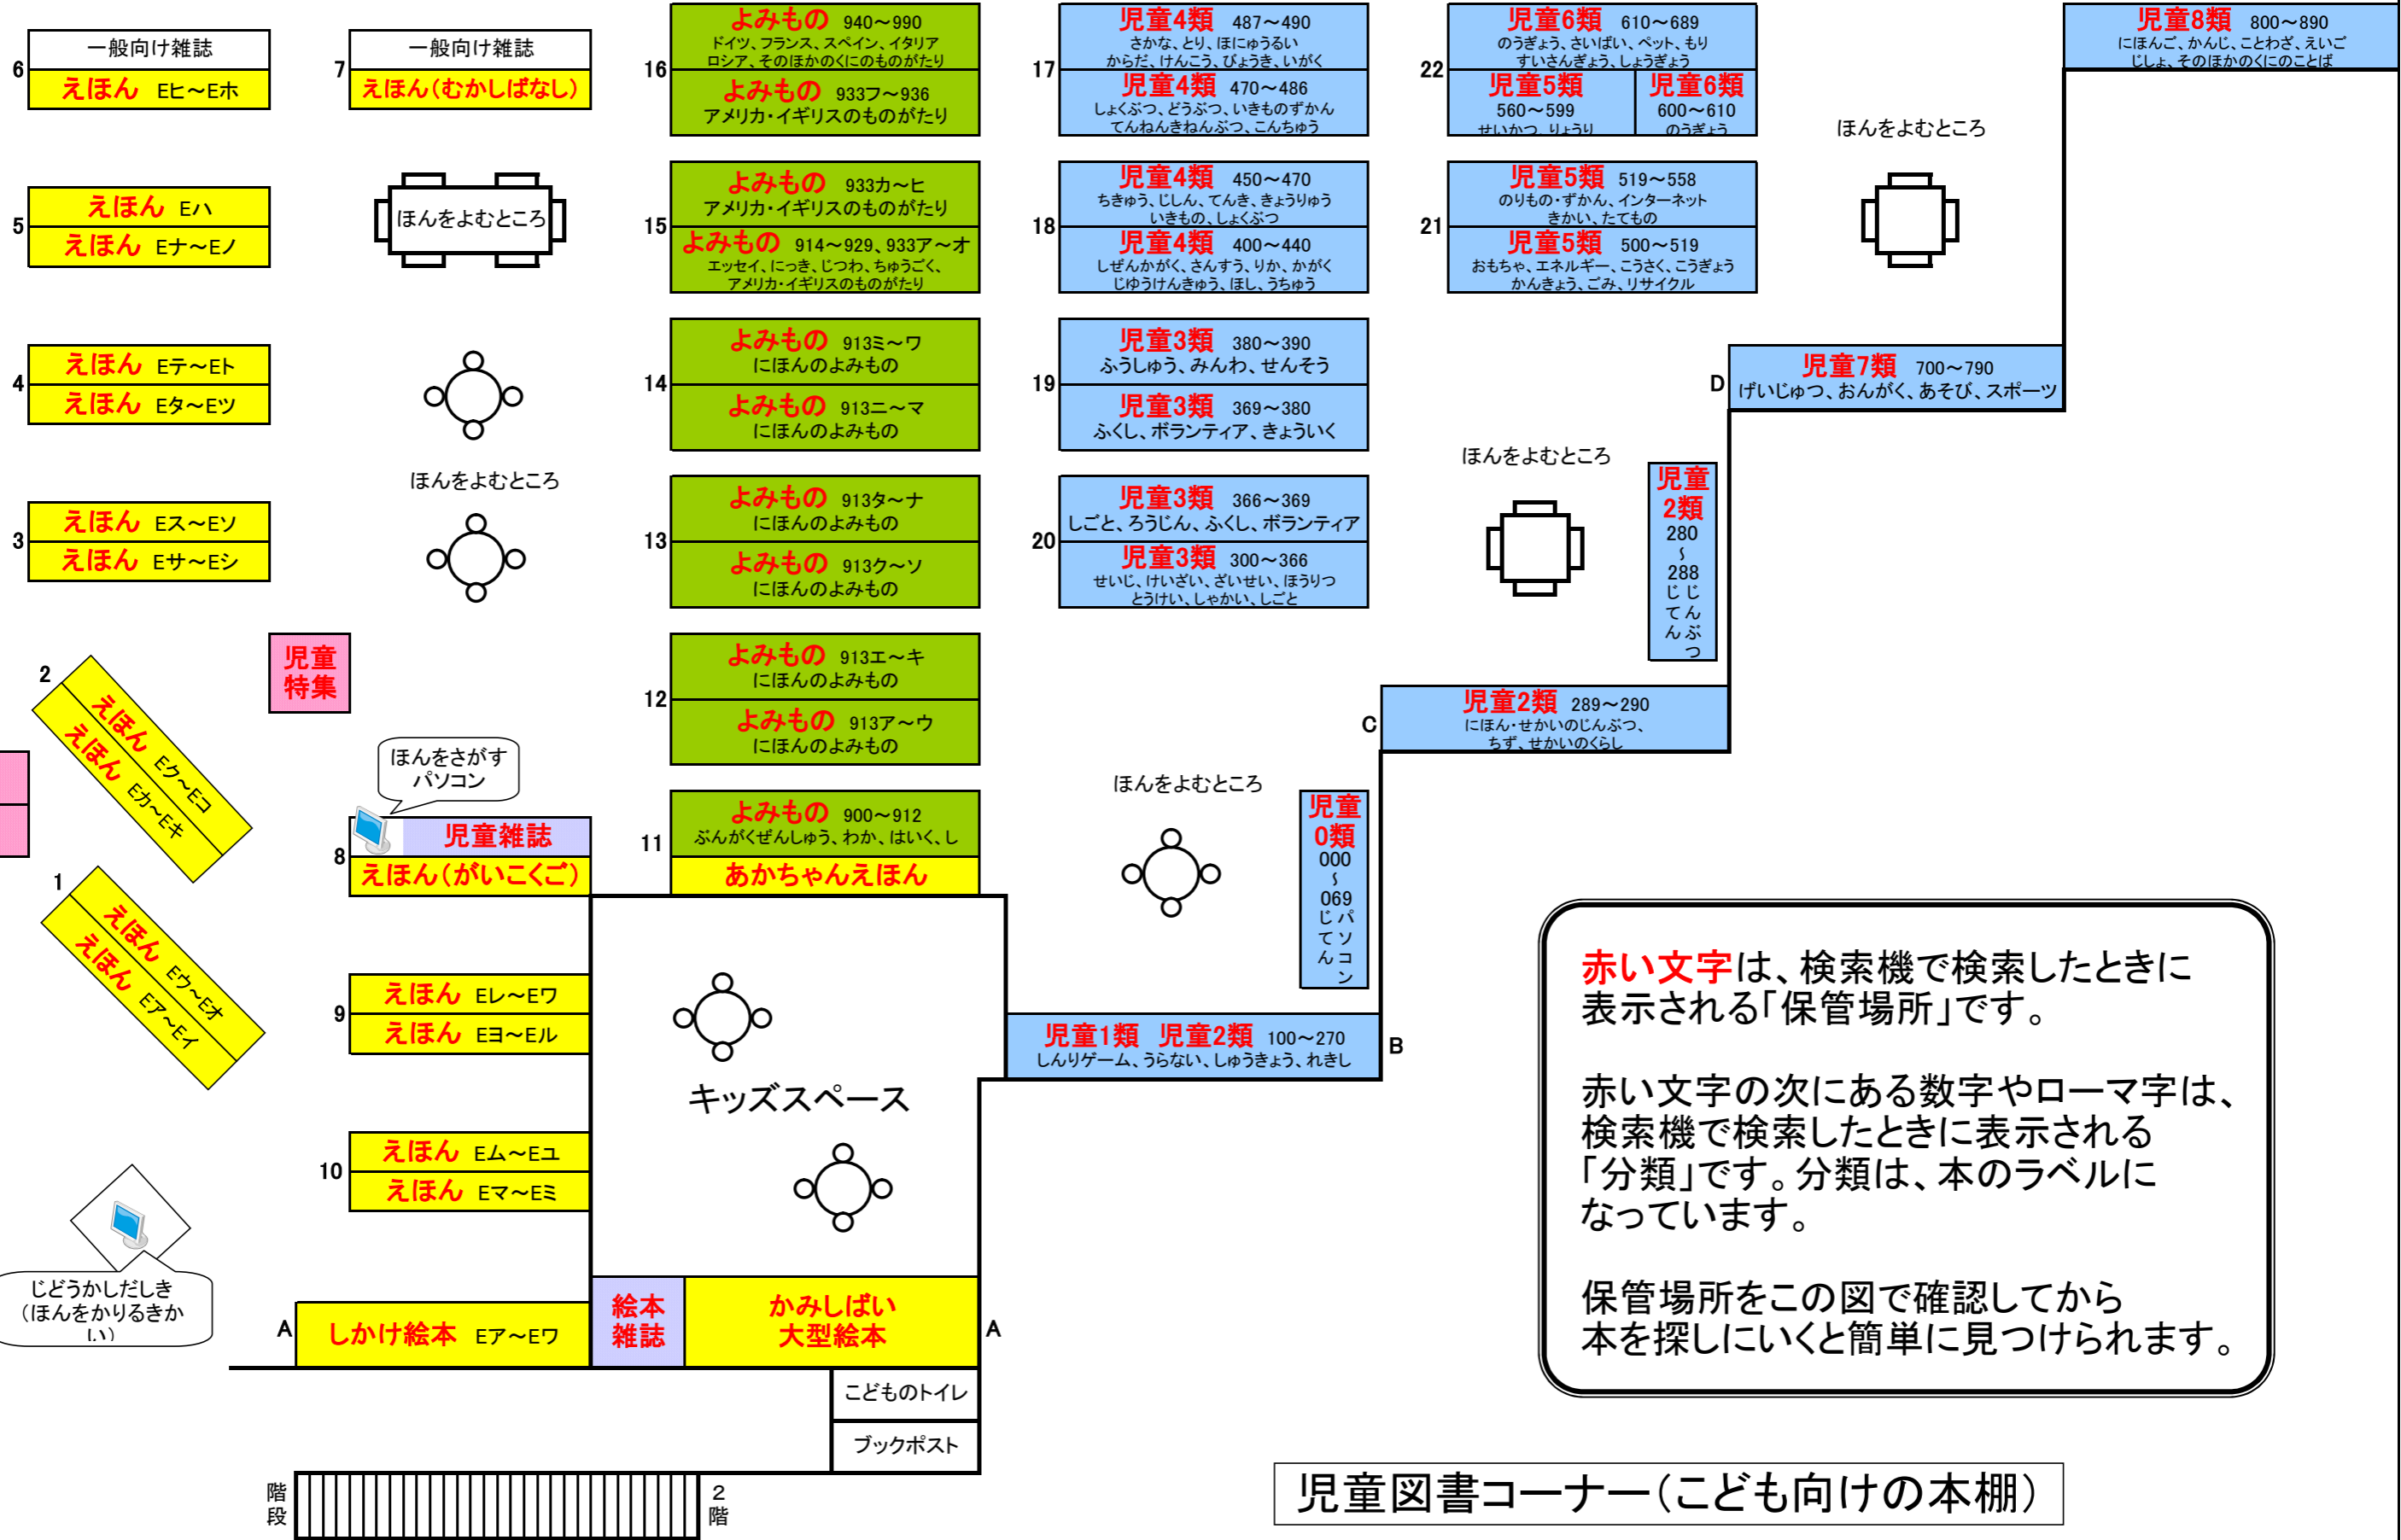 6
一般向け雑誌
えほん Eヒ～Eホ
7
一般向け雑誌
えほん(むかしばなし)
5
えほん Eハ
えほん Eナ～Eノ
ほんをよむところ
4
えほん Eテ～Eト
えほん Eタ～Eツ
3
えほん Eス～Eソ
えほん Eサ～Eシ
ほんをよむところ
2
えほん Eク～Eコ
えほん Eカ～Eキ
児童
特集
1
えほん Eウ～Eオ
えほん Eア～Eイ
ほんをさがす
パソコン
8
児童雑誌
えほん(がいこくご)
9
えほん Eレ～Eワ
えほん Eヨ～Eル
10
えほん Eム～Eユ
えほん Eマ～Eミ
じどうかしだしき
(ほんをかりるきか
い)
A
しかけ絵本 Eア～Eワ
絵本
雑誌
かみしばい
大型絵本
A
キッズスペース
こどものトイレ
ブックポスト
階
段
2
階
16
よみもの 940～990
ドイツ、フランス、スペイン、イタリア
ロシア、そのほかのくにのものがたり
よみもの 933フ～936
アメリカ・イギリスのものがたり
15
よみもの 933カ～ヒ
アメリカ・イギリスのものがたり
よみもの 914～929、933ア～オ
エッセイ、にっき、じつわ、ちゅうごく、
アメリカ・イギリスのものがたり
14
よみもの 913ミ～ワ
にほんのよみもの
よみもの 913ニ～マ
にほんのよみもの
13
よみもの 913タ～ナ
にほんのよみもの
よみもの 913ク～ソ
にほんのよみもの
12
よみもの 913エ～キ
にほんのよみもの
よみもの 913ア～ウ
にほんのよみもの
11
よみもの 900～912
ぶんがくぜんしゅう、わか、はいく、し
あかちゃんえほん
17
児童4類 487～490
さかな、とり、ほにゅうるい
からだ、けんこう、びょうき、いがく
児童4類 470～486
しょくぶつ、どうぶつ、いきものずかん
てんねんきねんぶつ、こんちゅう
18
児童4類 450～470
ちきゅう、じしん、てんき、きょうりゅう
いきもの、しょくぶつ
児童4類 400～440
しぜんかがく、さんすう、りか、かがく
じゆうけんきゅう、ほし、うちゅう
19
児童3類 380～390
ふうしゅう、みんわ、せんそう
児童3類 369～380
ふくし、ボランティア、きょういく
20
児童3類 366～369
しごと、ろうじん、ふくし、ボランティア
児童3類 300～366
せいじ、けいざい、ざいせい、ほうりつ
とうけい、しゃかい、しごと
22
児童6類 610～689
のうぎょう、さいばい、ペット、もり
すいさんぎょう、しょうぎょう
児童5類
560～599
せいかつ、りょうり
児童6類
600～610
のうぎょう
21
児童5類 519～558
のりもの・ずかん、インターネット
きかい、たてもの
児童5類 500～519
おもちゃ、エネルギー、こうさく、こうぎょう
かんきょう、ごみ、リサイクル
児童8類 800～890
にほんご、かんじ、ことわざ、えいご
じしょ、そのほかのくにのことば
ほんをよむところ
D
児童7類 700～790
げいじゅつ、おんがく、あそび、スポーツ
ほんをよむところ
児童
2類
280
～
288
じんぶつ
じてん
C
児童2類 289～290
にほん・せかいのじんぶつ、
ちず、せかいのくらし
ほんをよむところ
児童
0類
000
～
069
パソコン
じてん
児童1類 児童2類 100～270
しんりゲーム、うらない、しゅうきょう、れきし
B
赤い文字は、検索機で検索したときに
表示される「保管場所」です。
赤い文字の次にある数字やローマ字は、
検索機で検索したときに表示される
「分類」です。分類は、本のラベルに
なっています。
保管場所をこの図で確認してから
本を探しにいくと簡単に見つけられます。
児童図書コーナー(こども向けの本棚)